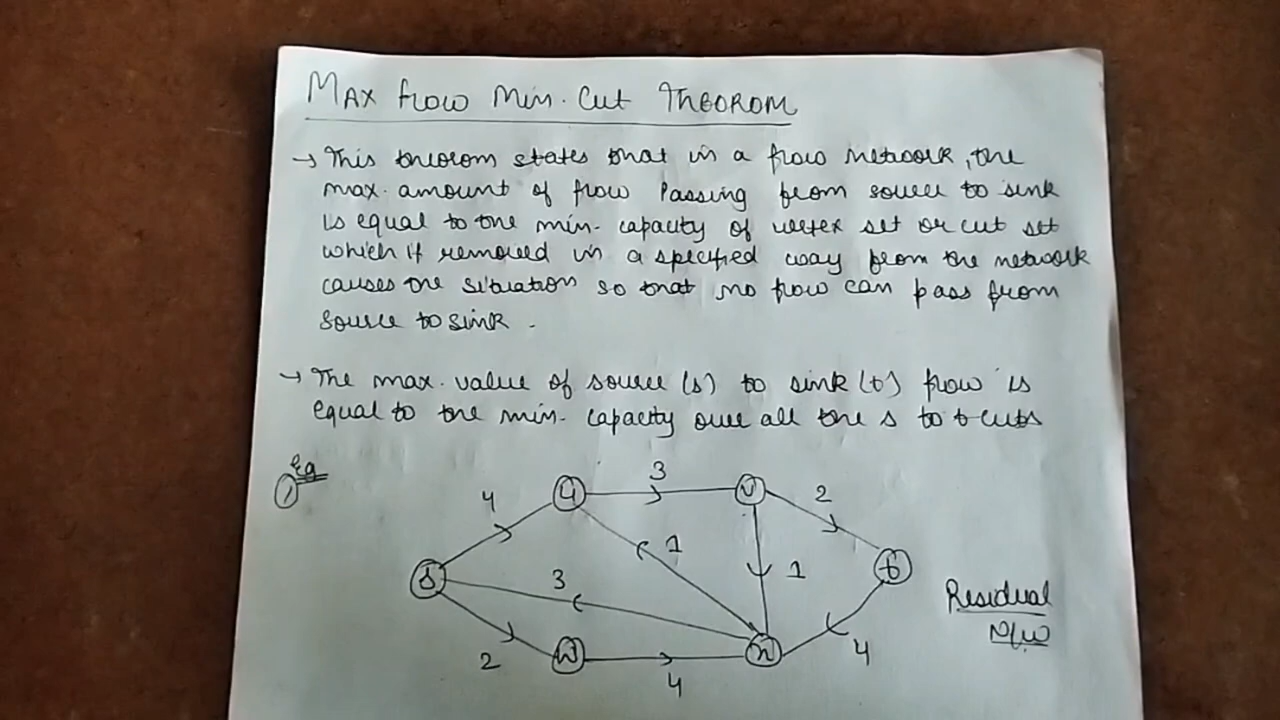 MAX flow Min. Cut THEOROM
→ This theorom states that in a flow network, the
max. amount of flow Passing from source to sink
is equal to the min. capacity of vertex set or cut set
which if removed in a specified way from the network
causes the situation so that no flow can pass from
source to sink.
→ The max. value of source (s) to sink (t) flow is
equal to the min. capacity over all the s to t cuts
1) Eg
4 u 3 v 2
s 3 1 1 t
2 w 4 x 4
Residual
N/w